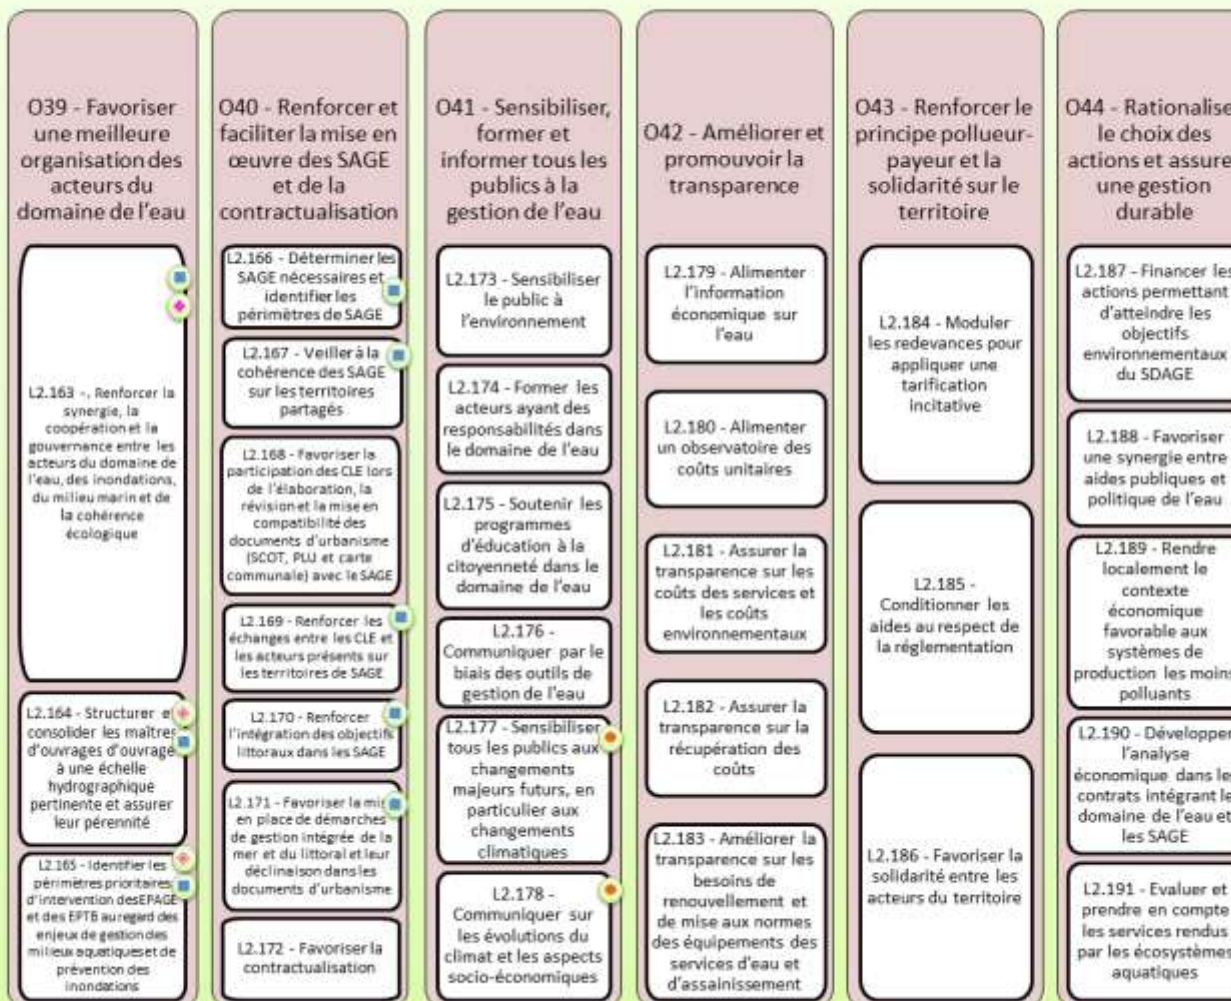 O39 - Favoriser
une meilleure
organisation des
acteurs du
domaine de l'eau
L2.163 -. Renforcer la
synergie, la
coopération et la
gouvernance entre les
acteurs du domaine de
l'eau, des inondations,
du milieu marin et de
la cohérence
écologique
L2.164 - Structurer e
consolider les maîtres
d'ouvrages d'ouvrage
à une échelle
hydrographique
pertinente et assurer
leur pérennité
L2.165 - Identifier les
périmètres prioritaires
d'intervention desEPAGE
et des EPTB au regard des
enjeux de gestion des
milieux aquatiques et de
prévention des
inondations
O40 - Renforcer et
faciliter la mise en
œuvre des SAGE
et de la
contractualisation
L2.166 - Déterminer les
SAGE nécessaires et
identifier les
périmètres de SAGE
L2.167 - Veiller à la
cohérence des SAGE
sur les territoires
partagés
L2.168 - Favoriser la
participation des CLE lors
de l'élaboration, la
révision et la mise en
compatibilité des
documents d'urbanisme
(SCOT, PLU et carte
communale) avec le SAGE
L2.169 - Renforcer les
échanges entre les CLE et
les acteurs présents sur
les territoires de SAGE
L2.170 - Renforcer
l'intégration des objectifs
littoraux dans les SAGE
L2.171 - Favoriser la mis
en place de démarches
de gestion intégrée de la
mer et du littoral et leur
déclinaison dans les
documents d'urbanisme
L2.172 - Favoriser la
contractualisation
O41 - Sensibiliser,
former et
informer tous les
publics à la
gestion de l'eau
L2.173 - Sensibiliser
le public à
l'environnement
L2.174 - Former les
acteurs ayant des
responsabilités dans
le domaine de l'eau
L2.175 - Soutenir les
programmes
d'éducation à la
citoyenneté dans le
domaine de l'eau
L2.176 -
Communiquer par le
biais des outils de
gestion de l'eau
L2.177 - Sensibiliser
tous les publics aux
changements
majeurs futurs, en
particulier aux
changements
climatiques
L2.178 -
Communiquer sur
les évolutions du
climat et les aspects
socio-économiques
O42 - Améliorer et
promouvoir la
transparence
L2.179 - Alimenter
l'information
économique sur
l'eau
L2.180 - Alimenter
un observatoire des
coûts unitaires
L2.181 - Assurer la
transparence sur les
coûts des services et
les coûts
environnementaux
L2.182 - Assurer la
transparence sur la
récupération des
coûts
L2.183 - Améliorer la
transparence sur les
besoins de
renouvellement et
de mise aux normes
des équipements des
services d'eau et
d'assainissement
O43 - Renforcer le
principe pollueur-
payeur et la
solidarité sur le
territoire
L2.184 - Moduler
les redevances pour
appliquer une
tarification
incitative
L2.185 -
Conditionner les
aides au respect de
la réglementation
L2.186 - Favoriser la
solidarité entre les
acteurs du territoire
O44 - Rationalise
le choix des
actions et assure
une gestion
durable
L2.187 - Financer les
actions permettant
d'atteindre les
objectifs
environnementaux
du SDAGE
L2.188 - Favoriser
une synergie entre
aides publiques et
politique de l'eau
L2.189 - Rendre
localement le
contexte
économique
favorable aux
systèmes de
production les moins
polluants
L2.190 - Développer
l'analyse
économique dans le
contrats intégrant le
domaine de l'eau et
les SAGE
L2.191 - Evaluer et
prendre en compte
les services rendus
par les écosystèmes
aquatiques